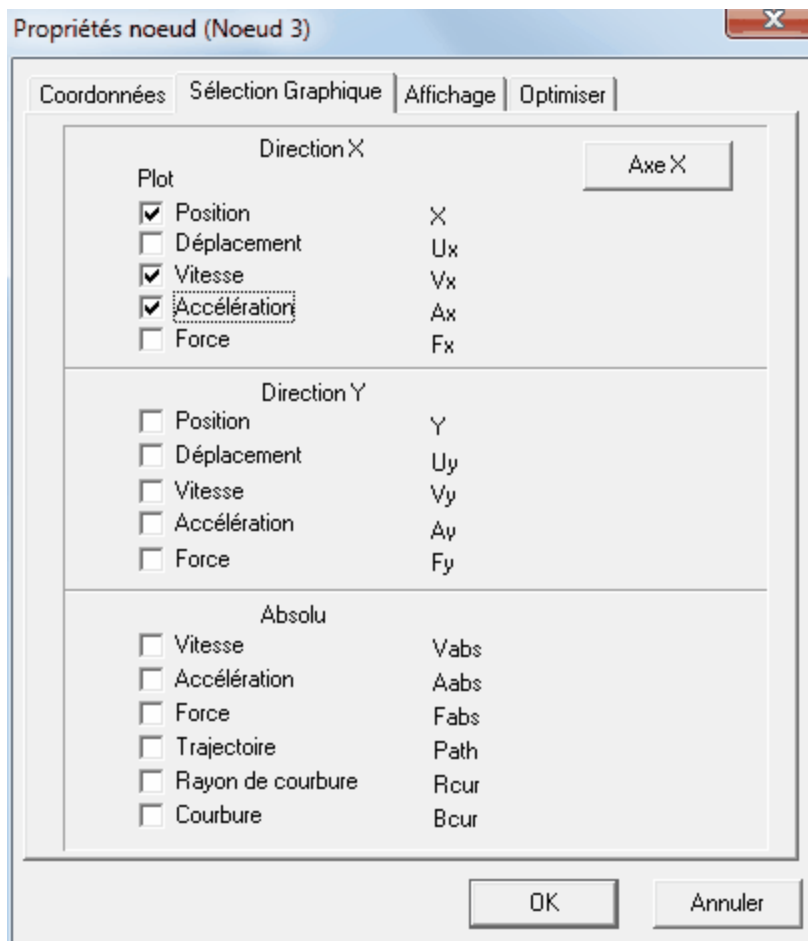 Propriétés noeud (Noeud 3)
Coordonnées Sélection Graphique Affichage Optimiser
Direction X
Axe X
Plot
Position X
Déplacement Ux
Vitesse Vx
Accélération Ax
Force Fx
Direction Y
Position Y
Déplacement Uy
Vitesse Vy
Accélération Ay
Force Fy
Absolu
Vitesse Vabs
Accélération Aabs
Force Fabs
Trajectoire Path
Rayon de courbure Rcur
Courbure Bcur
OK Annuler